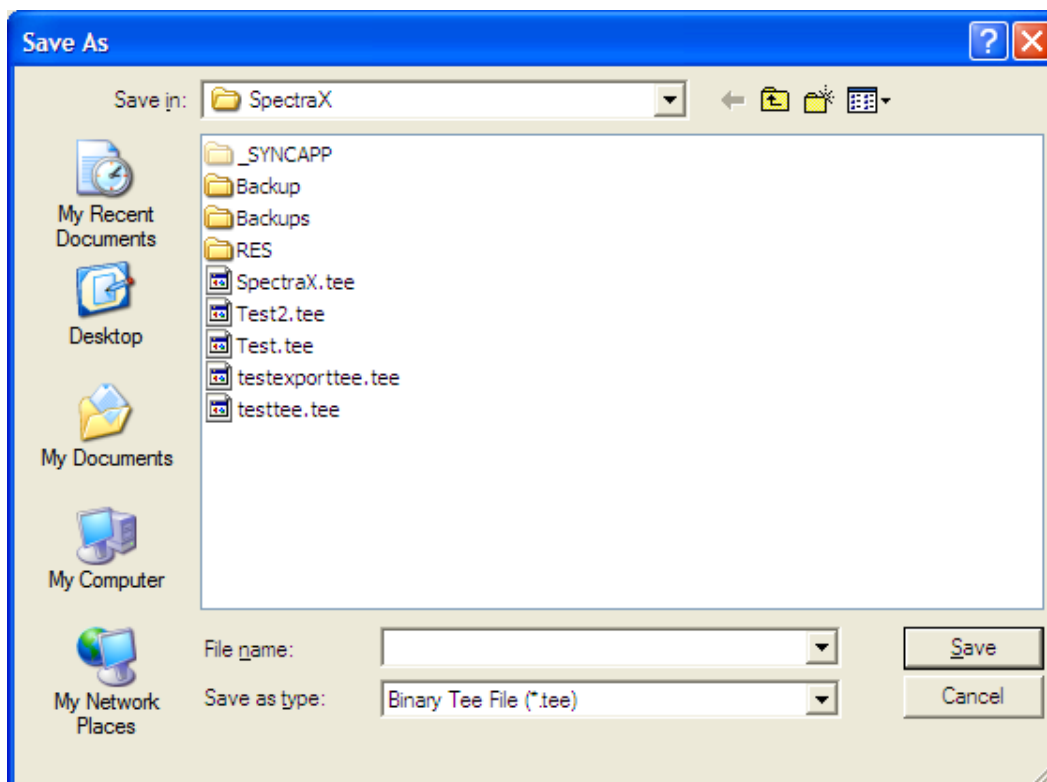 Save As
?
Save in: SpectraX
_SYNCAPP
Backup
Backups
RES
SpectraX.tee
Test2.tee
Test.tee
testexporttee.tee
testtee.tee
My Recent
Documents
Desktop
My Documents
My Computer
My Network
Places
File name:
Save
Save as type: Binary Tee File (*.tee)
Cancel